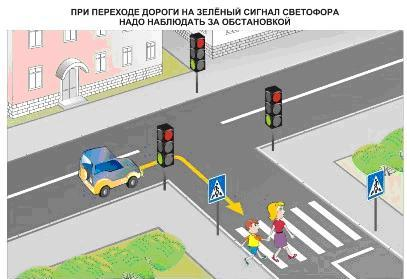 ПРИ ПЕРЕХОДЕ ДОРОГИ НА ЗЕЛЁНЫЙ СИГНАЛ СВЕТОФОРА
НАДО НАБЛЮДАТЬ ЗА ОБСТАНОВКОЙ